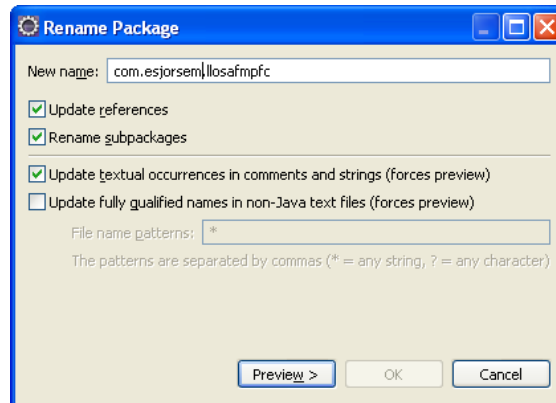 Rename Package
New name: com.esjorsem.llosafmpfc
Update references
Rename subpackages
Update textual occurrences in comments and strings (forces preview)
Update fully qualified names in non-Java text files (forces preview)
File name patterns: *
The patterns are separated by commas (* = any string, ? = any character)
Preview > OK Cancel